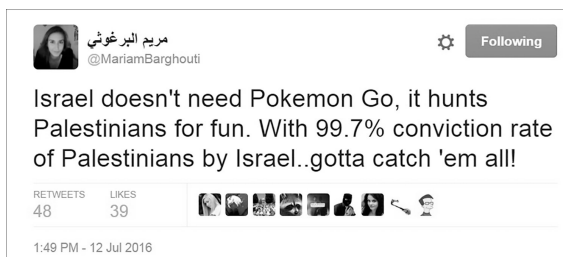 مريم البرغوثي
@MariamBarghouti
Following
Israel doesn't need Pokemon Go, it hunts
Palestinians for fun. With 99.7% conviction rate
of Palestinians by Israel..gotta catch 'em all!
RETWEETS LIKES
48 39
1:49 PM - 12 Jul 2016